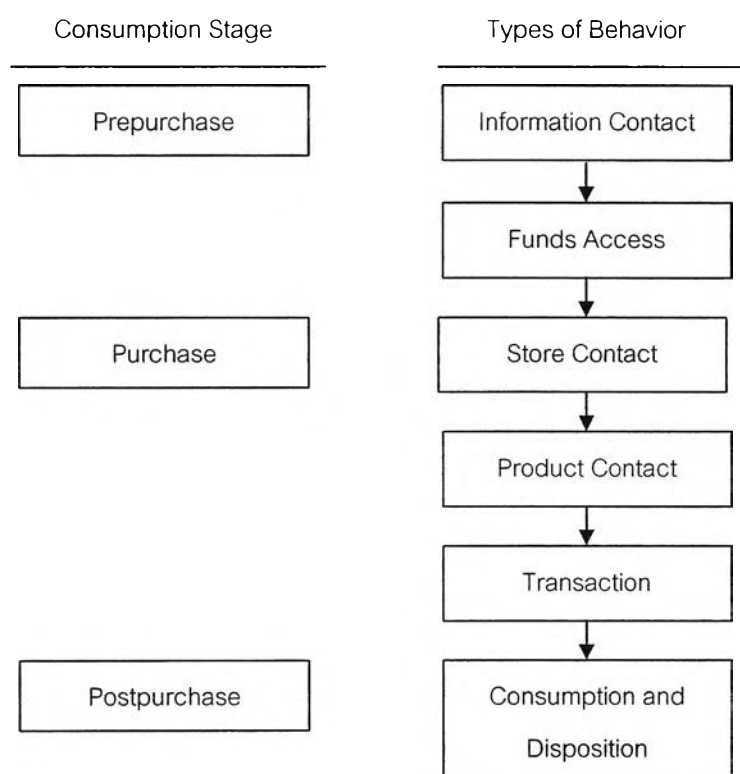 Consumption Stage
Types of Behavior
Prepurchase
Information Contact
Funds Access
Purchase
Store Contact
Product Contact
Transaction
Postpurchase
Consumption and
Disposition